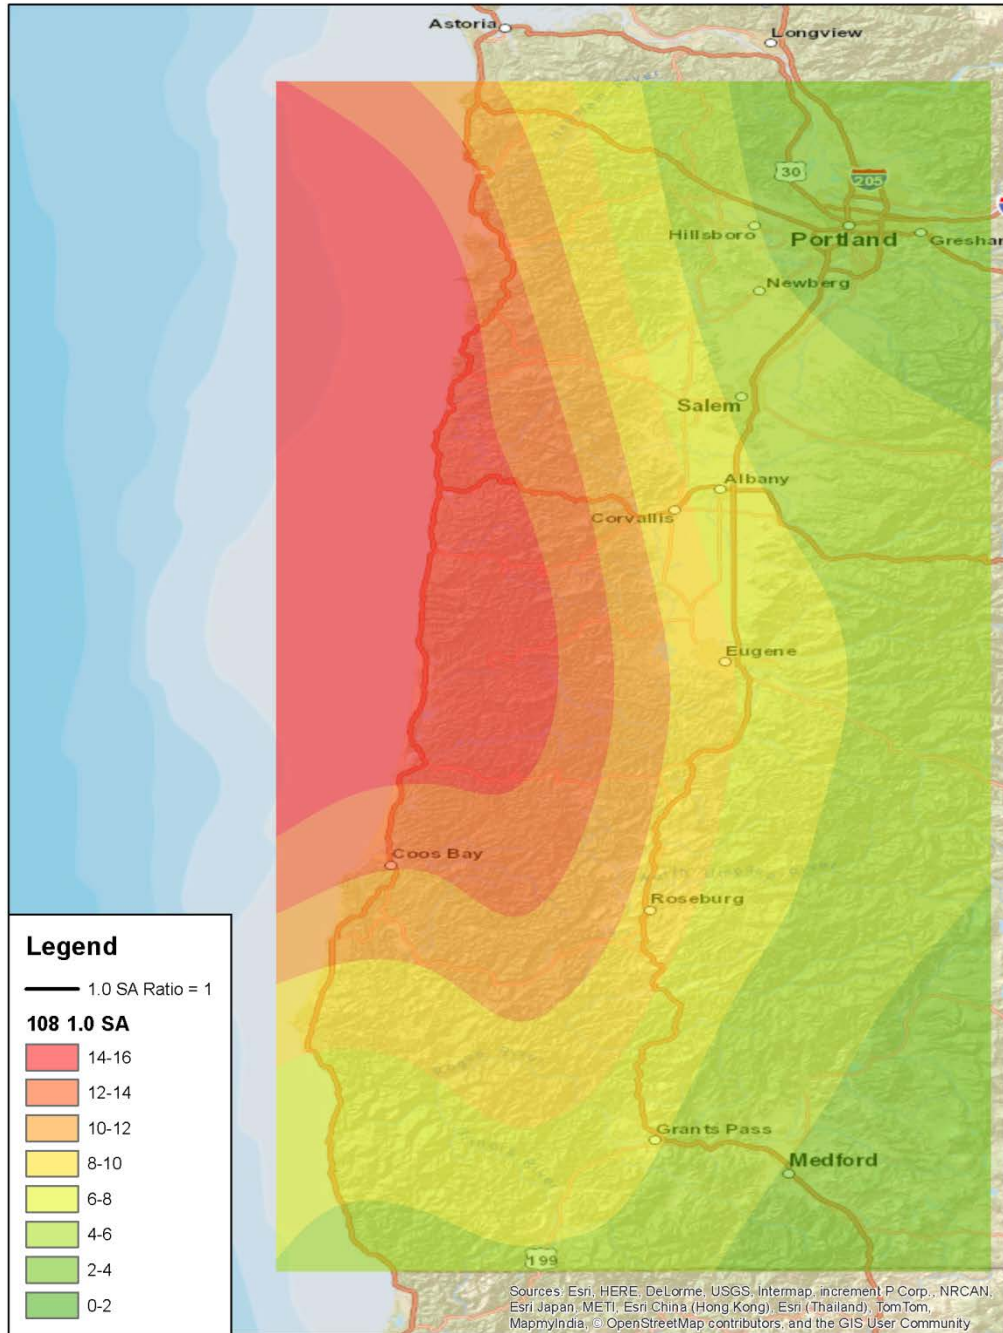 Astoria
Longview
30
205
Hillsboro
Portland
Gresham
Newberg
Salem
Albany
Corvallis
Eugene
Coos Bay
Roseburg
Grants Pass
Medford
199
Legend
1.0 SA Ratio = 1
108 1.0 SA
14-16
12-14
10-12
8-10
6-8
4-6
2-4
0-2
Sources: Esri, HERE, DeLorme, USGS, Intermap, increment P Corp., NRCAN,
Esri Japan, METI, Esri China (Hong Kong), Esri (Thailand), TomTom,
MapmyIndia, © OpenStreetMap contributors, and the GIS User Community